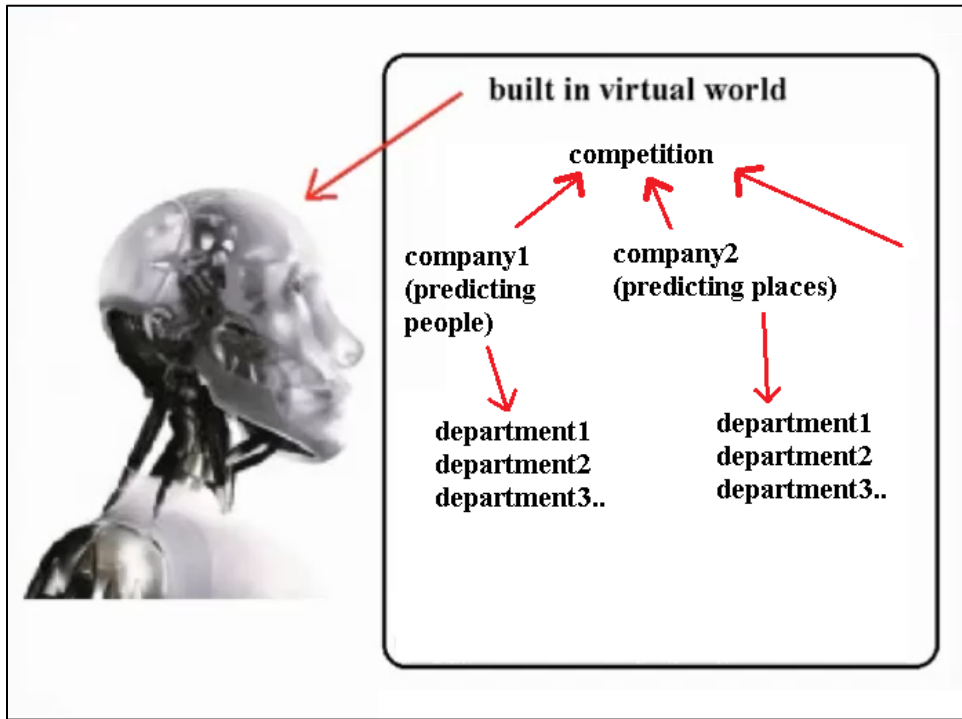 built in virtual world
competition
company1
(predicting
people)
company2
(predicting places)
department1
department2
department3..
department1
department2
department3..